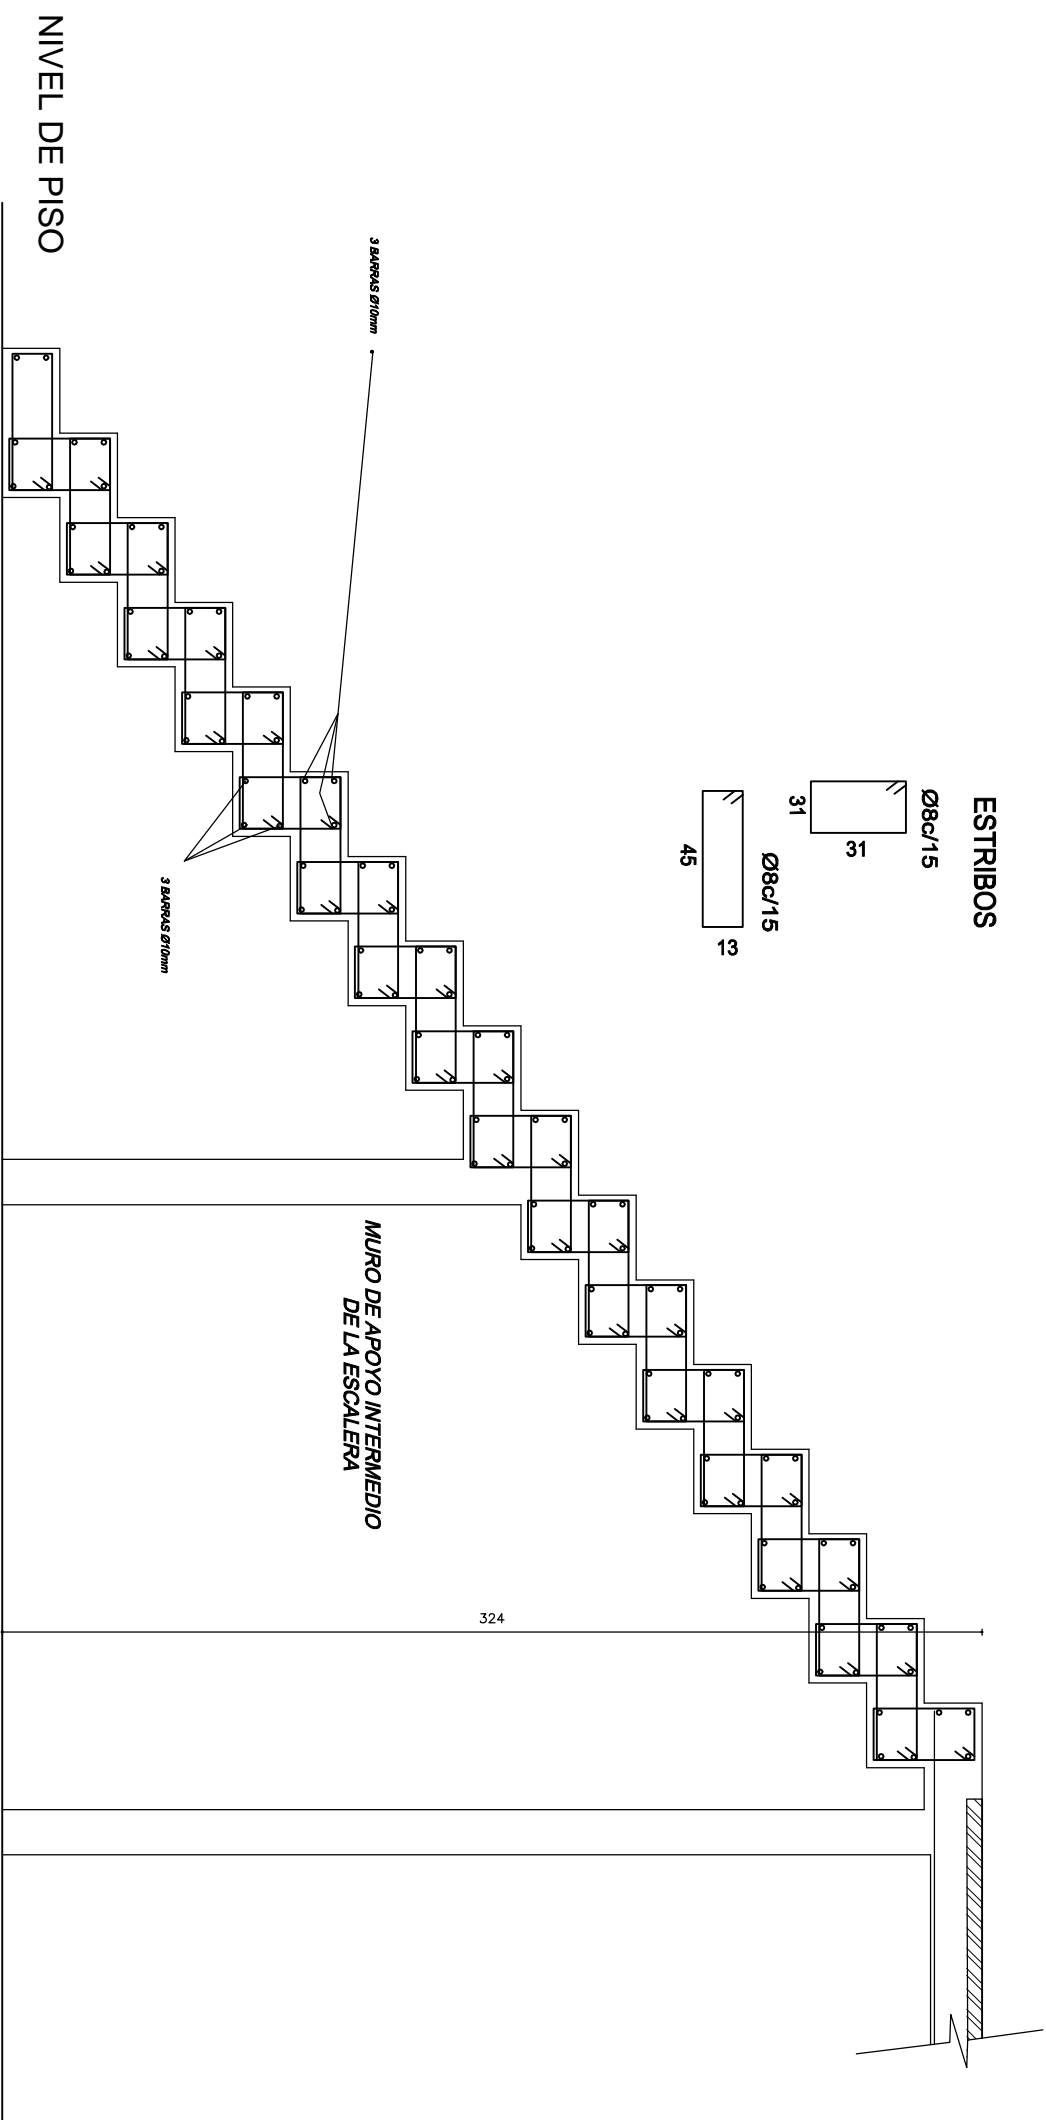 ESTRIBOS
Ø8c/15
31
31
Ø8c/15
13
45
3 BARRAS Ø10mm
3 BARRAS Ø10mm
MURO DE APOYO INTERMEDIO
DE LA ESCALERA
324
NIVEL DE PISO